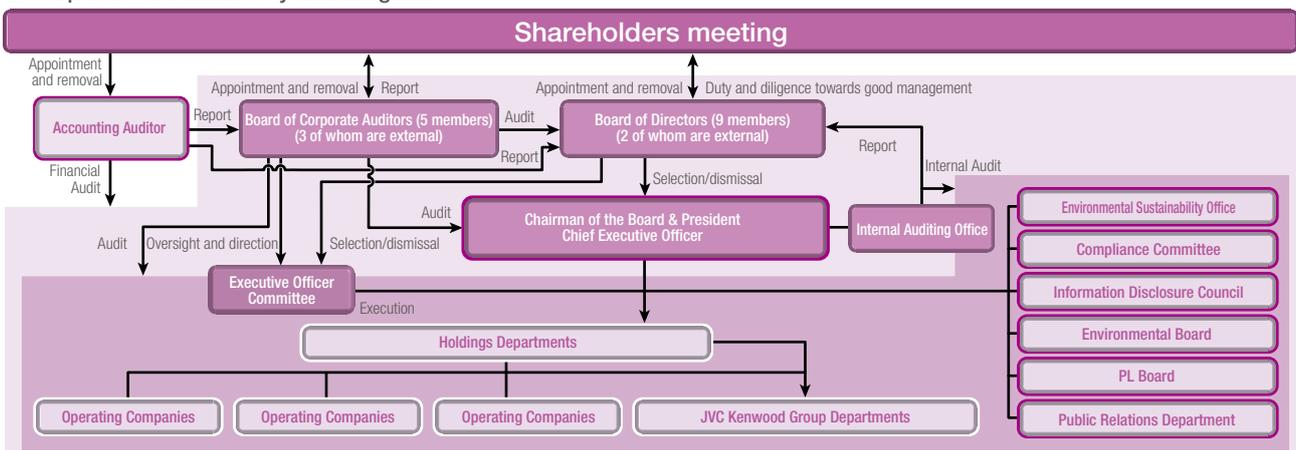 Shareholders meeting
Appointment
and removal
Appointment and removal
Report
Appointment and removal
Duty and diligence towards good management
Accounting Auditor
Report
Board of Corporate Auditors (5 members)
(3 of whom are external)
Audit
Report
Board of Directors (9 members)
(2 of whom are external)
Report
Internal Audit
Financial
Audit
Selection/dismissal
Audit
Oversight and direction
Selection/dismissal
Audit
Chairman of the Board & President
Chief Executive Officer
Internal Auditing Office
Environmental Sustainability Office
Compliance Committee
Information Disclosure Council
Environmental Board
PL Board
Public Relations Department
Executive Officer
Committee
Execution
Holdings Departments
Operating Companies
Operating Companies
Operating Companies
JVC Kenwood Group Departments